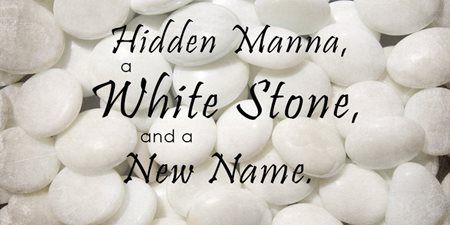 Hidden Manna,
a
White Stone,
and a
New Name.